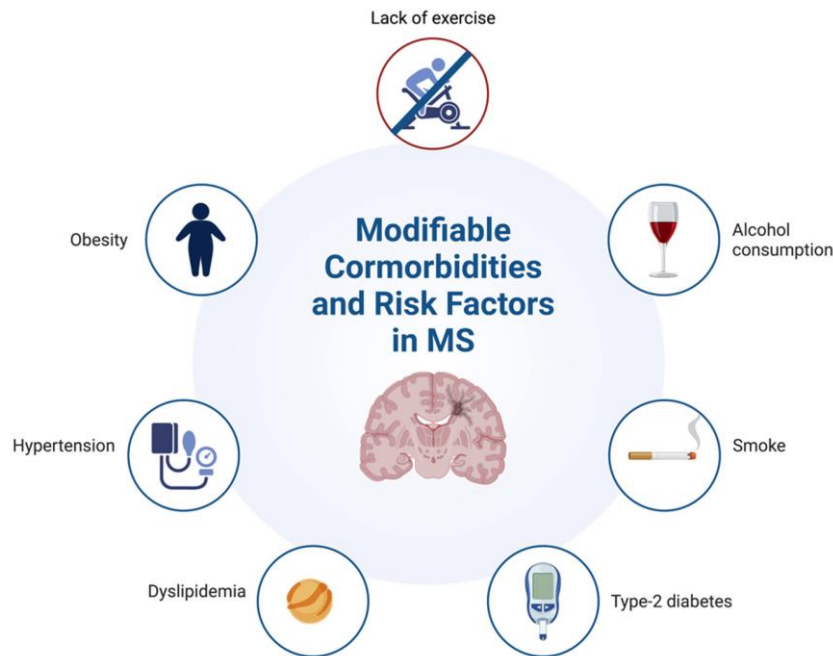 Lack of exercise
Modifiable
Cormorbidities
and Risk Factors
in MS
Obesity
Alcohol
consumption
Hypertension
Smoke
Dyslipidemia
Type-2 diabetes